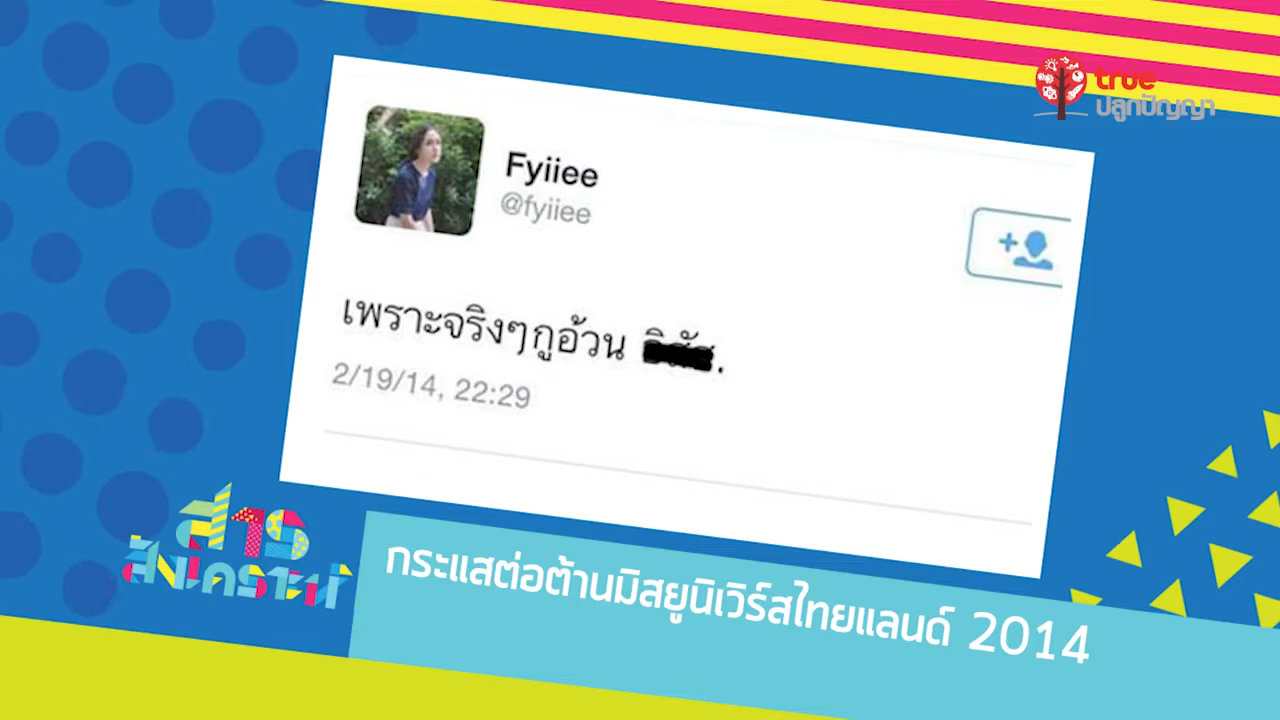 true
ปลูกปัญญา
Fyiiee
@fyiiee
เพราะจริงๆกูอ้วน
2/19/14, 22:29
สาร
สังเคราะห์
กระแสต่อต้านมิสยูนิเวิร์สไทยแลนด์ 2014